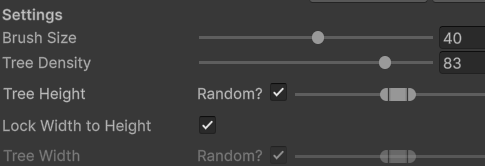 Settings
Brush Size 40
Tree Density 83
Tree Height Random?
Lock Width to Height
Tree Width Random?